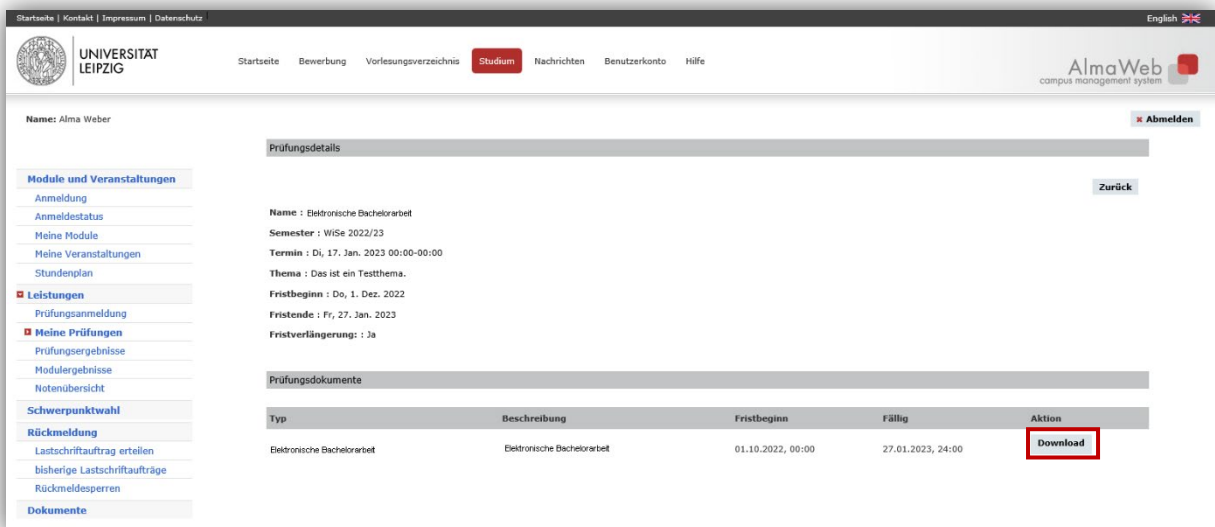 Startseite | Kontakt | Impressum | Datenschutz
English
UNIVERSITÄT
LEIPZIG
Startseite Bewerbung Vorlesungsverzeichnis Studium Nachrichten Benutzerkonto Hilfe
AlmaWeb
campus management system
Name: Alma Weber
Abmelden
Prüfungsdetails
Zurück
Module und Veranstaltungen
Anmeldung
Anmeldestatus
Meine Module
Meine Veranstaltungen
Stundenplan
Leistungen
Prüfungsanmeldung
Meine Prüfungen
Prüfungsergebnisse
Modulergebnisse
Notenübersicht
Schwerpunktwahl
Rückmeldung
Lastschriftauftrag erteilen
bisherige Lastschriftaufträge
Rückmeldesperren
Dokumente
Name : Elektronische Bachelorarbeit
Semester : WiSe 2022/23
Termin : Di, 17. Jan. 2023 00:00-00:00
Thema : Das ist ein Testthema.
Fristbeginn : Do, 1. Dez. 2022
Fristende : Fr, 27. Jan. 2023
Fristverlängerung: : Ja
Prüfungsdokumente
Typ Beschreibung Fristbeginn Fällig Aktion
Elektronische Bachelorarbeit Elektronische Bachelorarbeit 01.10.2022, 00:00 27.01.2023, 24:00 Download